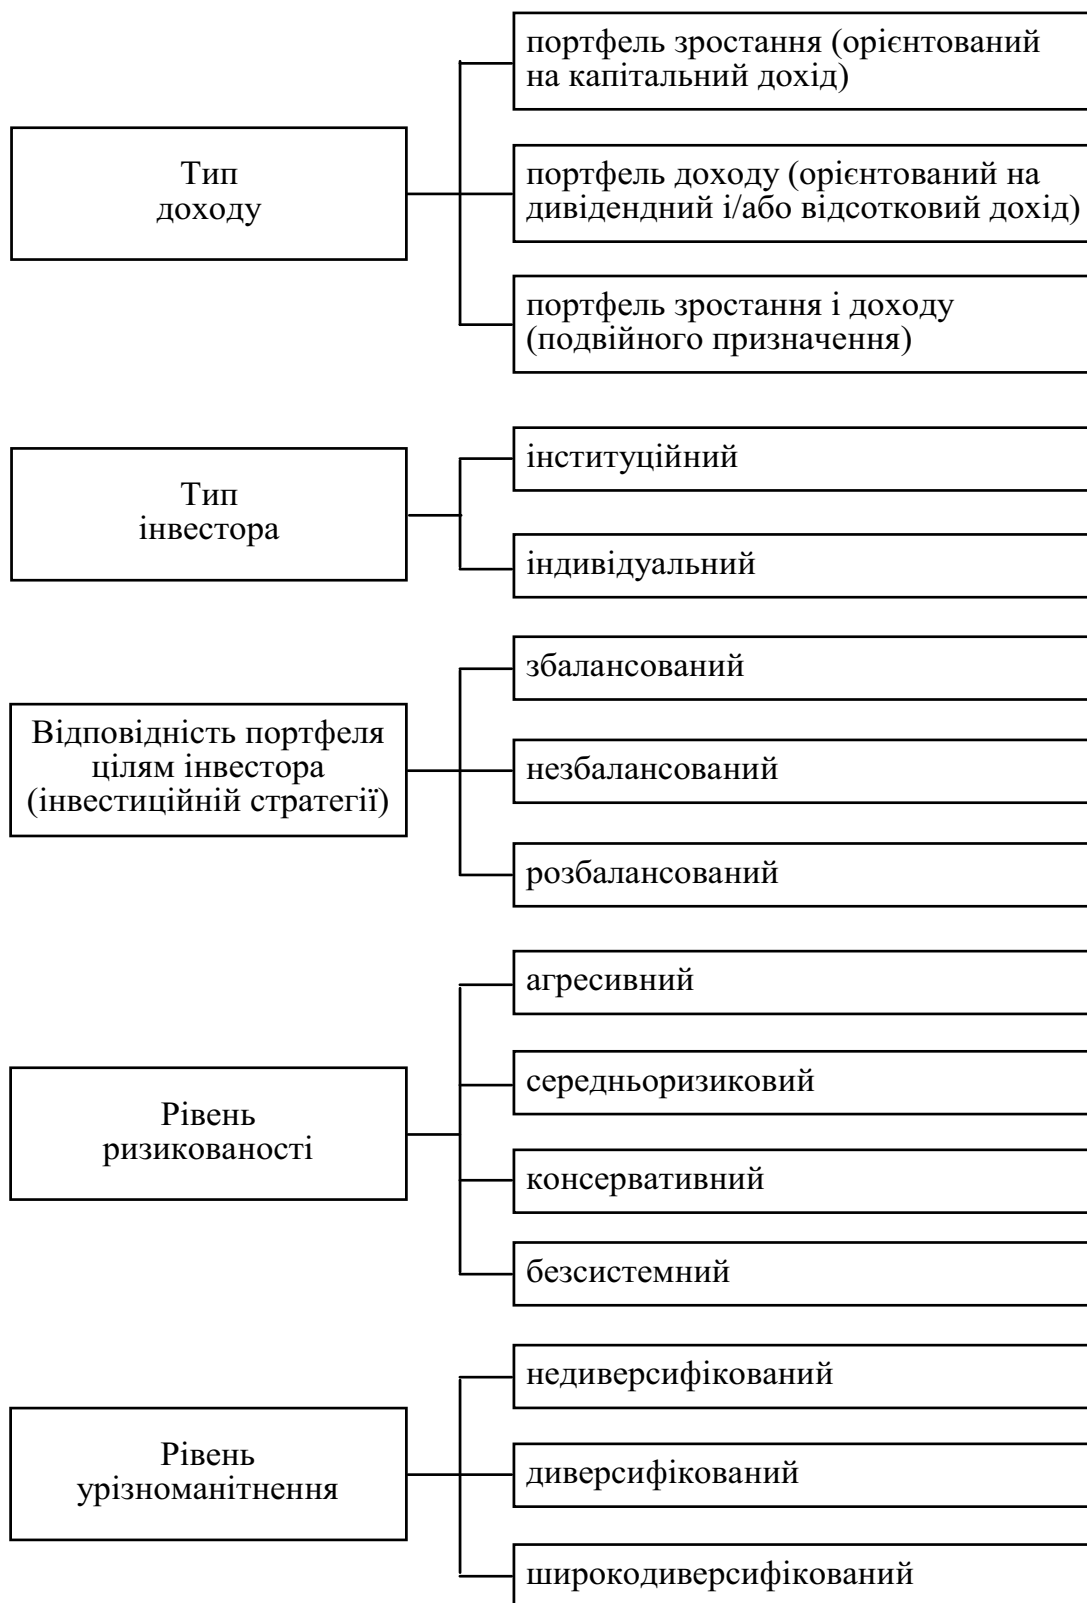 Тип
доходу
портфель зростання (орієнтований
на капітальний дохід)
портфель доходу (орієнтований на
дивідендний і/або відсотковий дохід)
портфель зростання і доходу
(подвійного призначення)
Тип
інвестора
інституційний
індивідуальний
Відповідність портфеля
цілям інвестора
(інвестиційній стратегії)
збалансований
незбалансований
розбалансований
Рівень
ризикованості
агресивний
середньоризиковий
консервативний
безсистемний
Рівень
урізноманітнення
недиверсифікований
диверсифікований
широкодиверсифікований